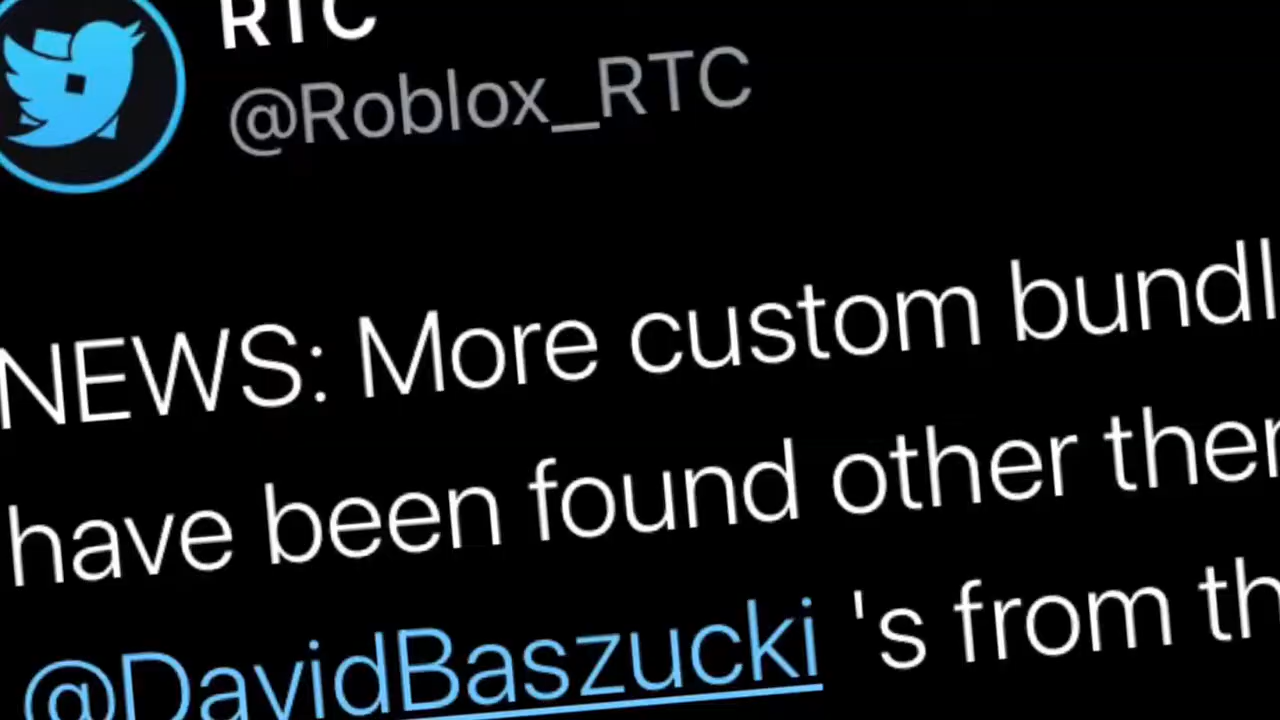 RTC
@Roblox_RTC
NEWS: More custom
have been found other
@DavidBaszucki 's from